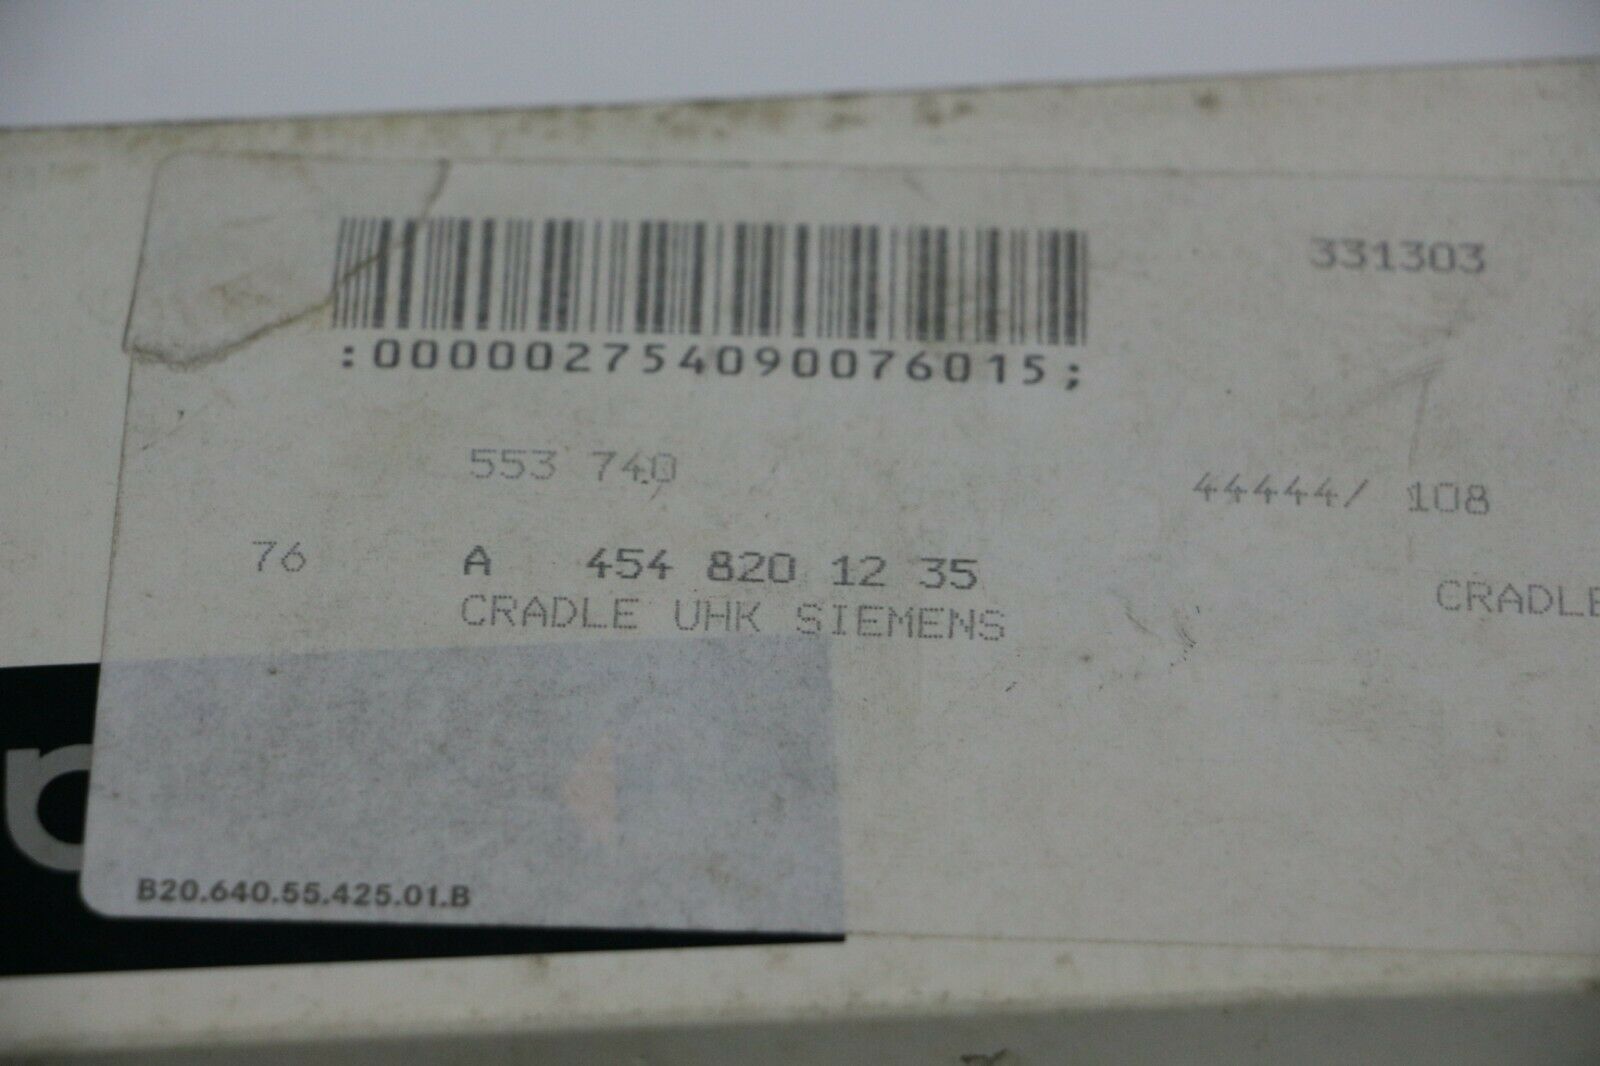 331303
:000002754090076015;
553 740
44444/ 108
76 A 454 820 12 35
CRADLE UHK SIEMENS
CRADLE
B20.640.55.425.01.B